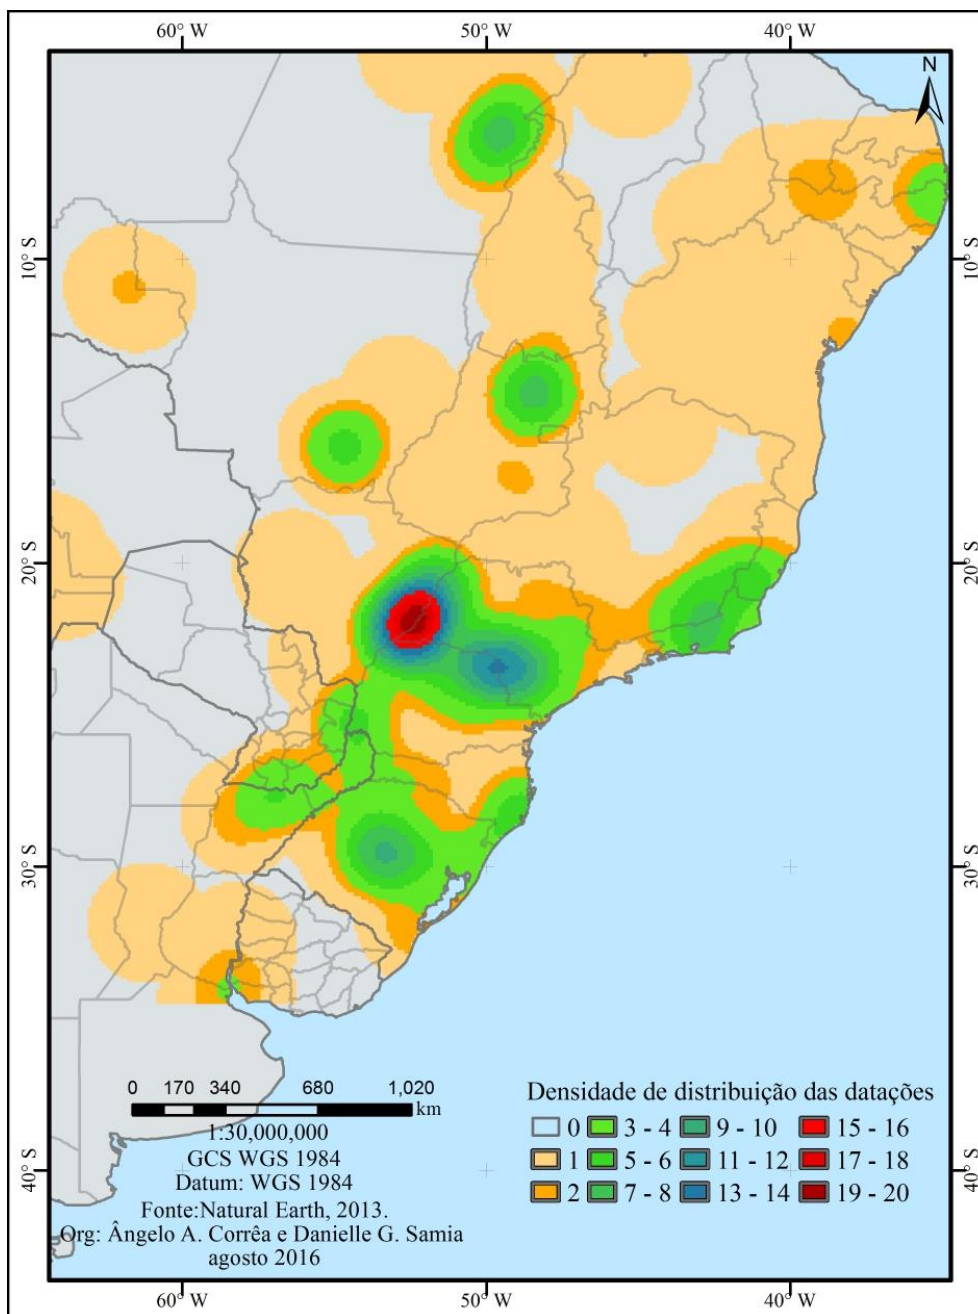 60° W 50° W 40° W
N
10° S 10° S
20° S 20° S
30° S 30° S
40° S 40° S
0 170 340 680 1,020
km
1:30,000,000
GCS WGS 1984
Datum: WGS 1984
Fonte:Natural Earth, 2013.
Org: Ângelo A. Corrêa e Danielle G. Samia
agosto 2016
Densidade de distribuição das datações
0 3 - 4 9 - 10 15 - 16
1 5 - 6 11 - 12 17 - 18
2 7 - 8 13 - 14 19 - 20
60° W 50° W 40° W